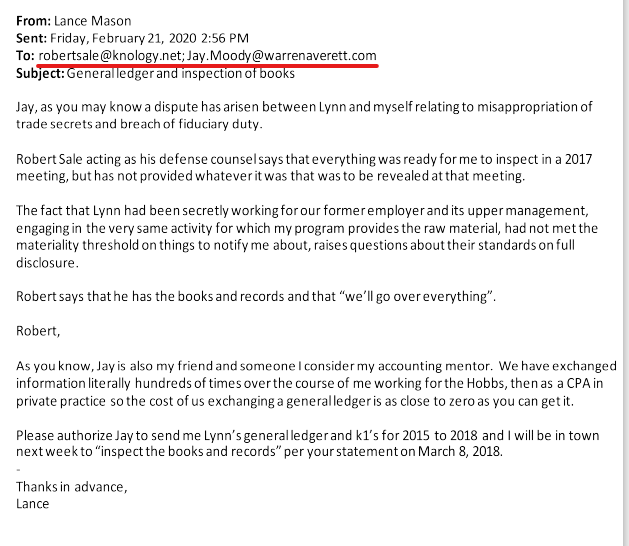 From: Lance Mason
Sent: Friday, February 21, 2020 2:56 PM
To: robertsale@knology.net; Jay.Moody@warrenaverett.com
Subject: General ledger and inspection of books
Jay, as you may know a dispute has arisen between Lynn and myself relating to misappropriation of
trade secrets and breach of fiduciary duty.
Robert Sale acting as his defense counsel says that everything was ready for me to inspect in a 2017
meeting, but has not provided whatever it was that was to be revealed at that meeting.
The fact that Lynn had been secretly working for our former employer and its upper management,
engaging in the very same activity for which my program provides the raw material, had not met the
materiality threshold on things to notify me about, raises questions about their standards on full
disclosure.
Robert says that he has the books and records and that “we’ll go over everything”.
Robert,
As you know, Jay is also my friend and someone I consider my accounting mentor.  We have exchanged
information literally hundreds of times over the course of me working for the Hobbs, then as a CPA in
private practice so the cost of us exchanging a general ledger is as close to zero as you can get it.
Please authorize Jay to send me Lynn’s general ledger and k1’s for 2015 to 2018 and I will be in town
next week to “inspect the books and records” per your statement on March 8, 2018.
-
Thanks in advance,
Lance